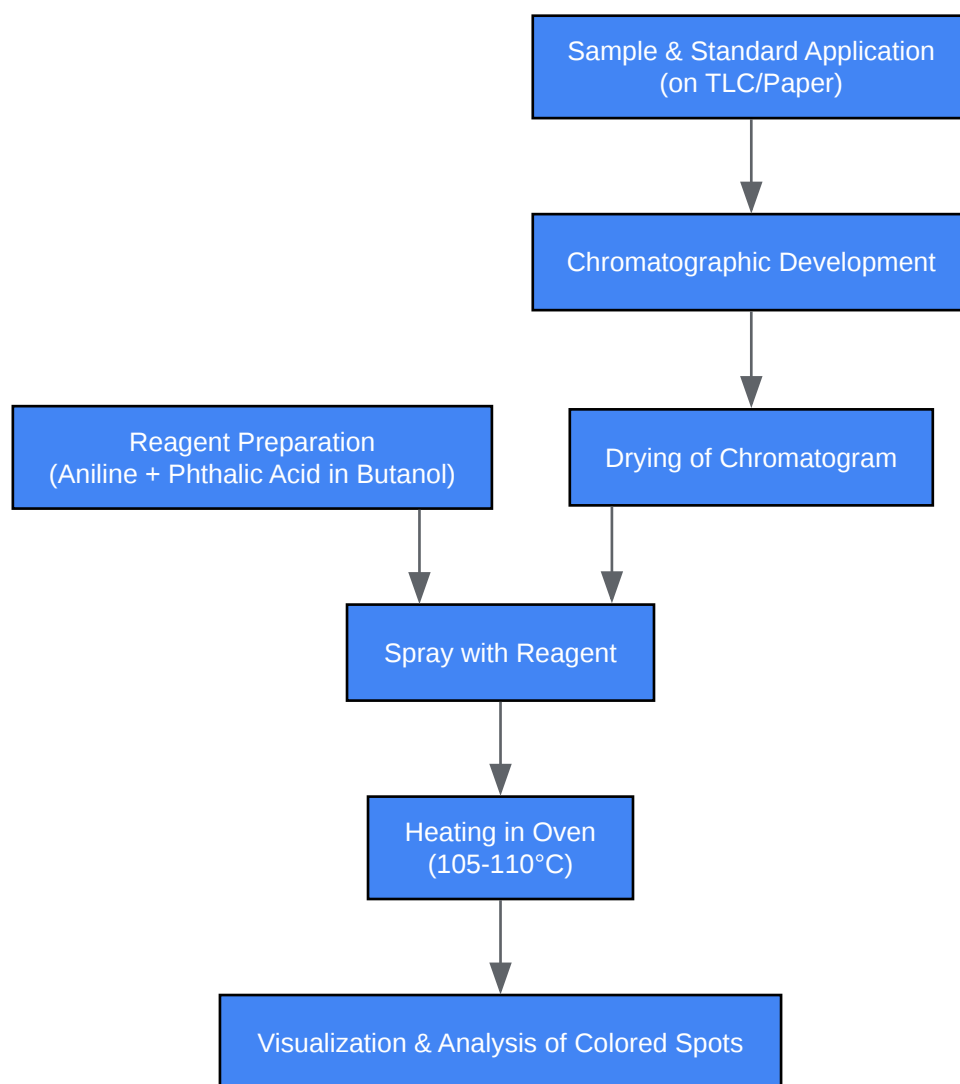 Sample & Standard Application
(on TLC/Paper)
Chromatographic Development
Reagent Preparation
(Aniline + Phthalic Acid in Butanol)
Drying of Chromatogram
Spray with Reagent
Heating in Oven
(105-110°C)
Visualization & Analysis of Colored Spots